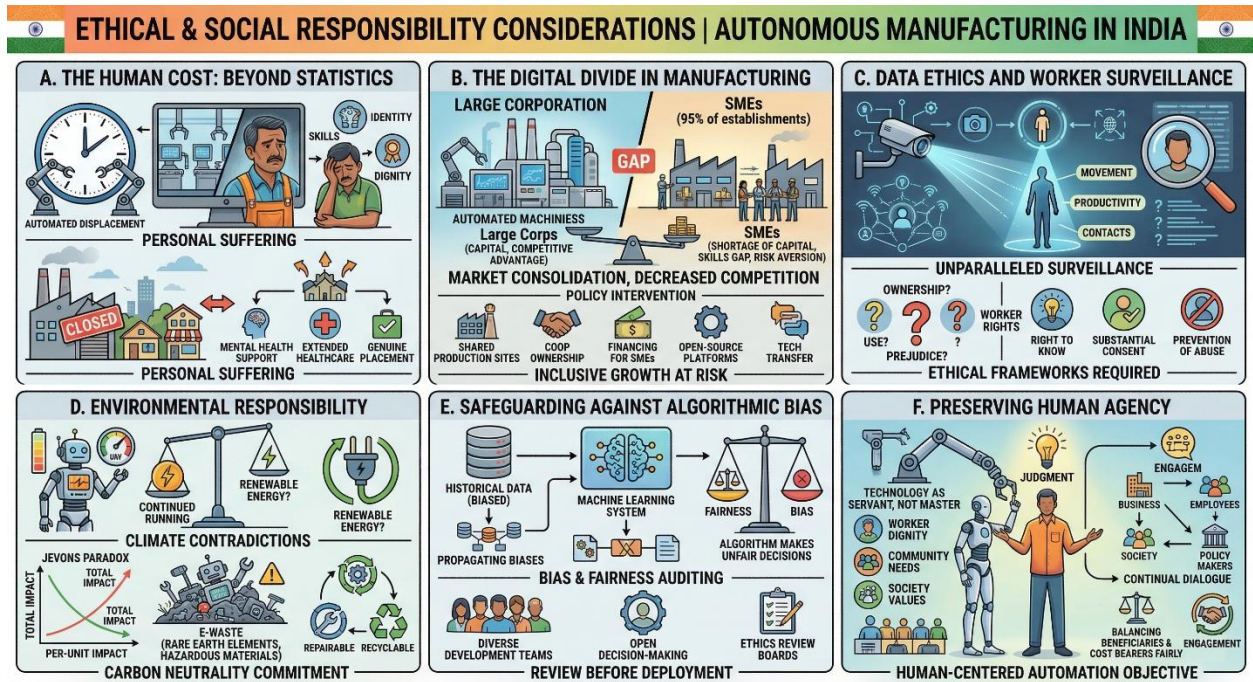 ETHICAL & SOCIAL RESPONSIBILITY CONSIDERATIONS | AUTONOMOUS MANUFACTURING IN INDIA
A. THE HUMAN COST: BEYOND STATISTICS
SKILLS
IDENTITY
DIGNITY
AUTOMATED DISPLACEMENT
PERSONAL SUFFERING
CLOSED
MENTAL HEALTH
SUPPORT
EXTENDED
HEALTHCARE
GENUINE
PLACEMENT
PERSONAL SUFFERING
B. THE DIGITAL DIVIDE IN MANUFACTURING
LARGE CORPORATION
SMEs
(95% of establishments)
GAP
AUTOMATED MACHINIESS
Large Corps
(CAPITAL, COMPETITIVE
ADVANTAGE)
SMEs
(SHORTAGE OF CAPITAL,
SKILLS GAP, RISK AVERSION)
MARKET CONSOLIDATION, DECREASED COMPETITION
POLICY INTERVENTION
SHARED
PRODUCTION SITES
COOP
OWNERSHIP
$
FINANCING
FOR SMEs
OPEN-SOURCE
PLATFORMS
TECH
TRANSFER
INCLUSIVE GROWTH AT RISK
C. DATA ETHICS AND WORKER SURVEILLANCE
MOVEMENT
PRODUCTIVITY
CONTACTS
?
?
?
UNPARALLELED SURVEILLANCE
OWNERSHIP?
?
?
?
USE?
PREJUDICE?
?
WORKER
RIGHTS
RIGHT TO
KNOW
SUBSTANTIAL
CONSENT
PREVENTION
OF ABUSE
ETHICAL FRAMEWORKS REQUIRED
D. ENVIRONMENTAL RESPONSIBILITY
UAV
CONTINUED
RUNNING
RENEWABLE
ENERGY?
RENEWABLE
ENERGY?
CLIMATE CONTRADICTIONS
JEVONS PARADOX
TOTAL
IMPACT
TOTAL
IMPACT
TOTAL IMPACT
PER-UNIT IMPACT
E-WASTE
(RARE EARTH ELEMENTS,
HAZARDOUS MATERIALS)
REPAIRABLE
RECYCLABLE
CARBON NEUTRALITY COMMITMENT
E. SAFEGUARDING AGAINST ALGORITHMIC BIAS
HISTORICAL DATA
(BIASED)
PROPAGATING BIASES
MACHINE LEARNING
SYSTEM
FAIRNESS
BIAS
ALGORITHM MAKES
UNFAIR DECISIONS
BIAS & FAIRNESS AUDITING
DIVERSE
DEVELOPMENT TEAMS
OPEN
DECISION-MAKING
ETHICS REVIEW
BOARDS
REVIEW BEFORE DEPLOYMENT
F. PRESERVING HUMAN AGENCY
TECHNOLOGY AS
SERVANT, NOT MASTER
WORKER
DIGNITY
COMMUNITY
NEEDS
SOCIETY
VALUES
JUDGMENT
ENGAGEM
BUSINESS
EMPLOYEES
SOCIETY
POLICY
MAKERS
CONTINUAL DIALOGUE
BALANCING
BENEFICIARIES &
COST BEARERS FAIRLY
ENGAGEMENT
HUMAN-CENTERED AUTOMATION OBJECTIVE